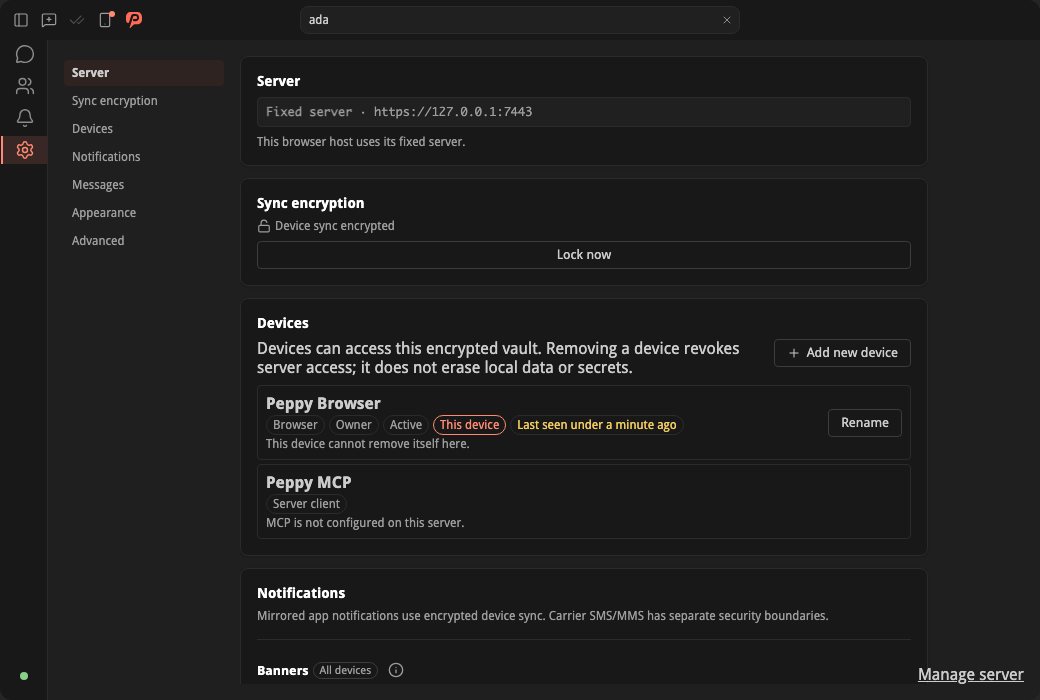 ada
Server
Sync encryption
Devices
Notifications
Messages
Appearance
Advanced
Server
Fixed server · https://127.0.0.1:7443
This browser host uses its fixed server.
Sync encryption
Device sync encrypted
Lock now
Devices
Devices can access this encrypted vault. Removing a device revokes
server access; it does not erase local data or secrets.
+ Add new device
Peppy Browser
Browser Owner Active This device Last seen under a minute ago
This device cannot remove itself here.
Rename
Peppy MCP
Server client
MCP is not configured on this server.
Notifications
Mirrored app notifications use encrypted device sync. Carrier SMS/MMS has separate security boundaries.
Banners All devices
Manage server